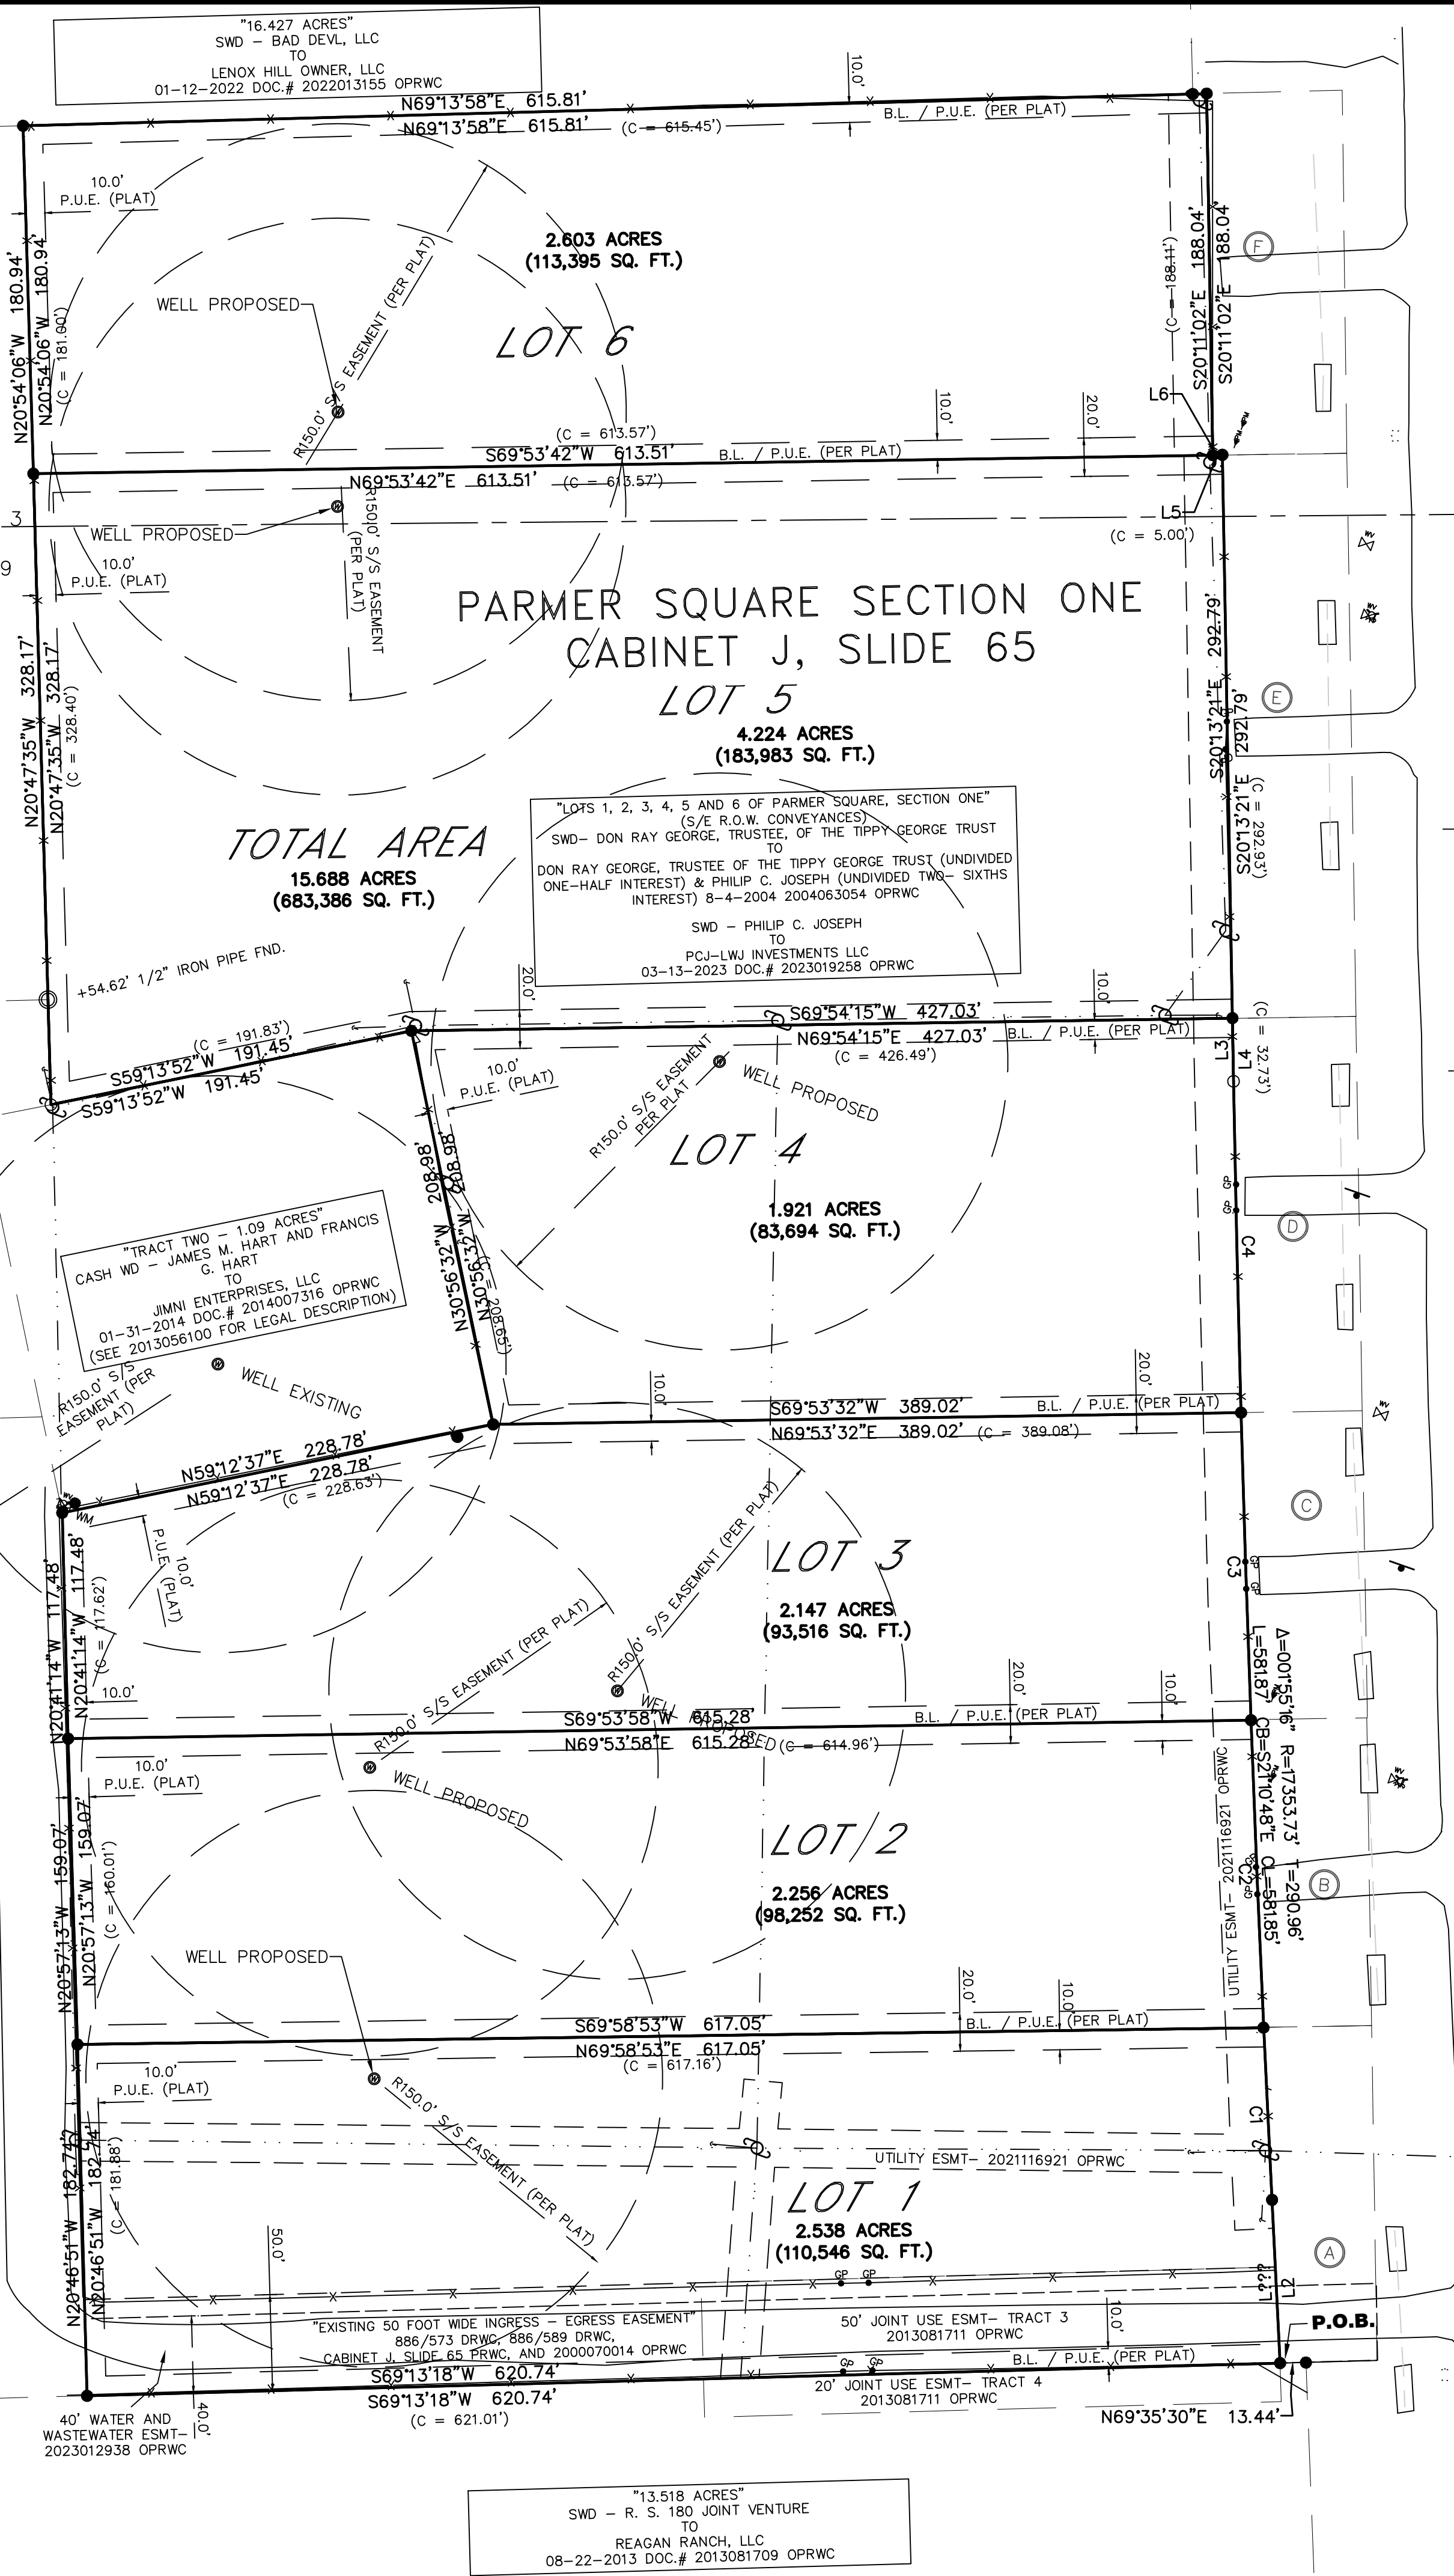 "16.427 ACRES"
SWD – BAD DEVL, LLC
TO
LENOX HILL OWNER, LLC
01-12-2022 DOC.# 2022013155 OPRWC
N69°13'58"E 615.81'
N69°13'58"E 615.81' (C = 615.45')
10.0'
B.L. / P.U.E. (PER PLAT)
10.0'
P.U.E. (PLAT)
N20°54'06"W 180.94'
N20°54'06"W 180.94'
(C = 181.00')
2.603 ACRES
(113,395 SQ. FT.)
LOT 6
WELL PROPOSED
R150.0' S/S EASEMENT (PER PLAT)
(C = 188.11')
S20°11'02"E 188.04'
S20°11'02"E 188.04'
F
L6
10.0'
20.0'
(C = 613.57')
S69°53'42"W 613.51'
B.L. / P.U.E. (PER PLAT)
N69°53'42"E 613.51' (C = 613.57')
L5
(C = 5.00')
3
9
WELL PROPOSED
10.0'
P.U.E. (PLAT)
R150.0' S/S EASEMENT
(PER PLAT)
PARMER SQUARE SECTION ONE
CABINET J, SLIDE 65
LOT 5
4.224 ACRES
(183,983 SQ. FT.)
N20°47'35"W 328.17'
N20°47'35"W 328.17'
(C = 328.40')
S20°13'21"E 292.79'
S20°13'21"E 292.79'
(C = 292.93')
E
TOTAL AREA
15.688 ACRES
(683,386 SQ. FT.)
"LOTS 1, 2, 3, 4, 5 AND 6 OF PARMER SQUARE, SECTION ONE"
(S/E R.O.W. CONVEYANCES)
SWD– DON RAY GEORGE, TRUSTEE, OF THE TIPPY GEORGE TRUST
TO
DON RAY GEORGE, TRUSTEE OF THE TIPPY GEORGE TRUST (UNDIVIDED
ONE–HALF INTEREST) & PHILIP C. JOSEPH (UNDIVIDED TWO– SIXTHS
INTEREST) 8–4–2004 2004063054 OPRWC
SWD – PHILIP C. JOSEPH
TO
PCJ–LWJ INVESTMENTS LLC
03–13–2023 DOC.# 2023019258 OPRWC
+54.62' 1/2" IRON PIPE FND.
20.0'
10.0'
(C = 191.83')
S59°13'52"W 191.45'
S59°13'52"W 191.45'
S69°54'15"W 427.03'
N69°54'15"E 427.03'
B.L. / P.U.E. (PER PLAT)
(C = 426.49')
L3
L4
(C = 32.73')
10.0'
P.U.E. (PLAT)
R150.0' S/S EASEMENT
PER PLAT
WELL PROPOSED
LOT 4
1.921 ACRES
(83,694 SQ. FT.)
N30°56'32"W 208.98'
N30°56'32"W 208.98'
(C = 208.65')
GP
GP
D
C4
"TRACT TWO – 1.09 ACRES"
CASH WD – JAMES M. HART AND FRANCIS
G. HART
TO
JIMNI ENTERPRISES, LLC
01–31–2014 DOC.# 2014007316 OPRWC
(SEE 2013056100 FOR LEGAL DESCRIPTION)
R150.0' S/S
EASEMENT (PER
PLAT)
WELL EXISTING
10.0'
20.0'
S69°53'32"W 389.02'
B.L. / P.U.E. (PER PLAT)
N69°53'32"E 389.02' (C = 389.08')
N59°12'37"E 228.78'
N59°12'37"E 228.78'
(C = 228.63')
WM
10.0'
P.U.E. (PLAT)
N20°41'14"W 117.48'
N20°41'14"W 117.48'
(C = 117.62')
10.0'
C
C3
GP
GP
LOT 3
2.147 ACRES
(93,516 SQ. FT.)
R150.0' S/S EASEMENT (PER PLAT)
R150.0' S/S EASEMENT (PER PLAT)
WELL PROPOSED
20.0'
10.0'
S69°53'58"W 615.28'
B.L. / P.U.E. (PER PLAT)
N69°53'58"E 615.28' (C = 614.96')
Δ=001°55'16" R=17353.73' T=290.96'
L=581.87' CB=S21°10'48"E CL=581.85'
10.0'
P.U.E. (PLAT)
WELL PROPOSED
LOT 2
2.256 ACRES
(98,252 SQ. FT.)
N20°57'13"W 159.07'
N20°57'13"W 159.07'
(C = 160.01')
UTILITY ESMT– 2021116921 OPRWC
C2
GP
B
WELL PROPOSED
20.0'
10.0'
S69°58'53"W 617.05'
B.L. / P.U.E. (PER PLAT)
N69°58'53"E 617.05'
(C = 617.16')
10.0'
P.U.E. (PLAT)
R150.0' S/S EASEMENT (PER PLAT)
C1
UTILITY ESMT– 2021116921 OPRWC
LOT 1
2.538 ACRES
(110,546 SQ. FT.)
N20°46'51"W 182.74'
N20°46'51"W 182.74'
(C = 181.88')
50.0'
GP GP
A
L???
L2
"EXISTING 50 FOOT WIDE INGRESS – EGRESS EASEMENT"
886/573 DRWC, 886/589 DRWC,
CABINET J, SLIDE 65 PRWC, AND 2000070014 OPRWC
50' JOINT USE ESMT– TRACT 3
2013081711 OPRWC
10.0'
P.O.B.
S69°13'18"W 620.74'
S69°13'18"W 620.74'
(C = 621.01')
GP GP
B.L. / P.U.E. (PER PLAT)
20' JOINT USE ESMT– TRACT 4
2013081711 OPRWC
N69°35'30"E 13.44'
40.0'
40' WATER AND
WASTEWATER ESMT–
2023012938 OPRWC
"13.518 ACRES"
SWD – R. S. 180 JOINT VENTURE
TO
REAGAN RANCH, LLC
08–22–2013 DOC.# 2013081709 OPRWC